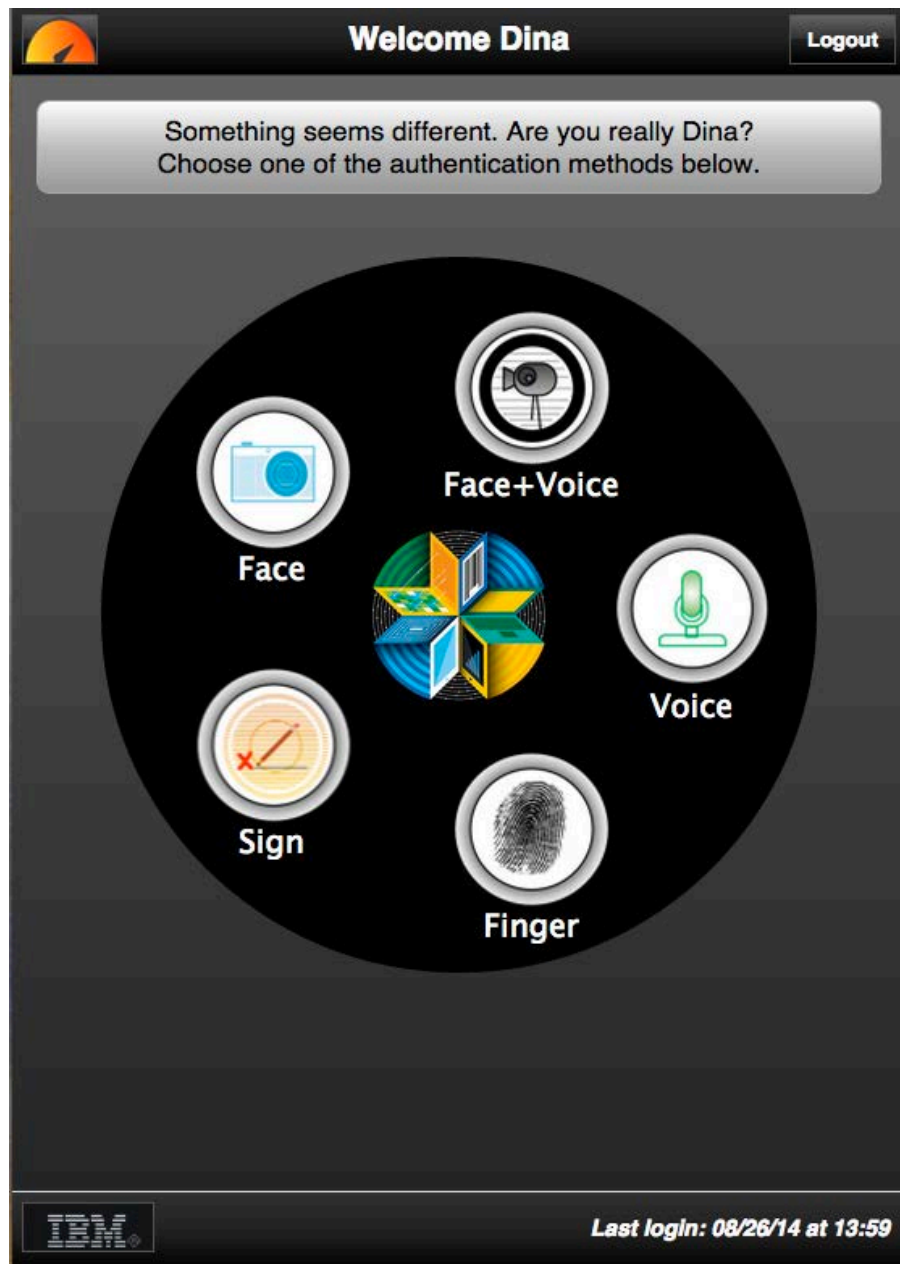 Welcome Dina
Logout
Something seems different. Are you really Dina?
Choose one of the authentication methods below.
Face+Voice
Face
Voice
Sign
Finger
IBM®
Last login: 08/26/14 at 13:59